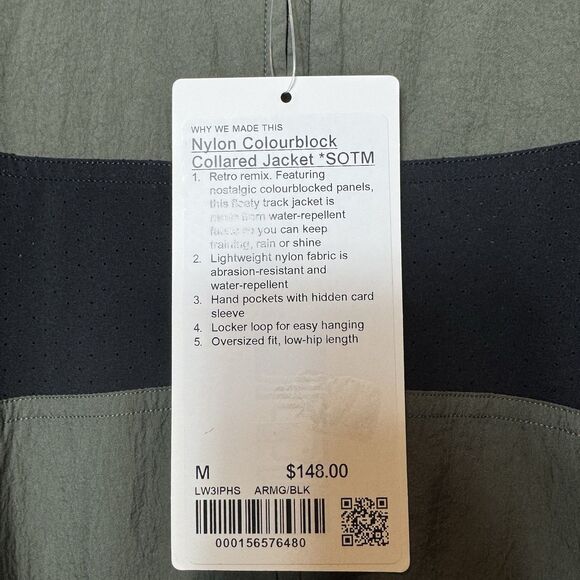 WHY WE MADE THIS
Nylon Colourblock
Collared Jacket *SOTM
1. Retro remix. Featuring
nostalgic colourblocked panels,
this fleety track jacket is
made from water-repellent
fabric so you can keep
training, rain or shine
2. Lightweight nylon fabric is
abrasion-resistant and
water-repellent
3. Hand pockets with hidden card
sleeve
4. Locker loop for easy hanging
5. Oversized fit, low-hip length
M $148.00
LW3IPHS ARMG/BLK
000156576480